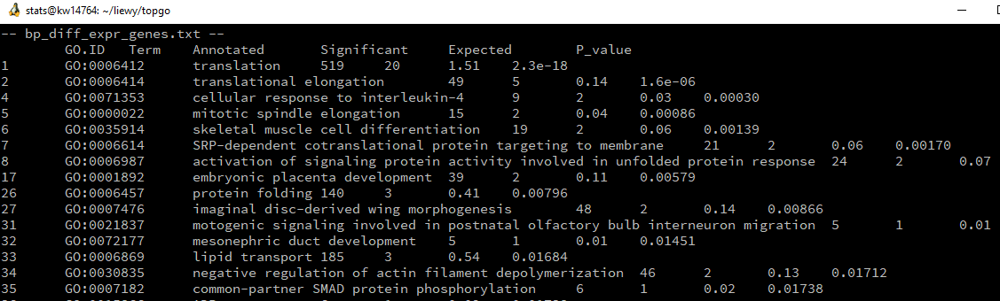 stats@kw14764: ~/liewy/topgo
-- bp_diff_expr_genes.txt --
GO.ID Term Annotated Significant Expected P_value
1 GO:0006412 translation 519 20 1.51 2.3e-18
2 GO:0006414 translational elongation 49 5 0.14 1.6e-06
4 GO:0071353 cellular response to interleukin-4 9 2 0.03 0.00030
5 GO:0000022 mitotic spindle elongation 15 2 0.04 0.00086
6 GO:0035914 skeletal muscle cell differentiation 19 2 0.06 0.00139
7 GO:0006614 SRP-dependent cotranslational protein targeting to membrane 21 2 0.06 0.00170
8 GO:0006987 activation of signaling protein activity involved in unfolded protein response 24 2 0.07
17 GO:0001892 embryonic placenta development 39 2 0.11 0.00579
26 GO:0006457 protein folding 140 3 0.41 0.00796
27 GO:0007476 imaginal disc-derived wing morphogenesis 48 2 0.14 0.00866
31 GO:0021837 motogenic signaling involved in postnatal olfactory bulb interneuron migration 5 1 0.01
32 GO:0072177 mesonephric duct development 5 1 0.01 0.01451
33 GO:0006869 lipid transport 185 3 0.54 0.01684
34 GO:0030835 negative regulation of actin filament depolymerization 46 2 0.13 0.01712
35 GO:0007182 common-partner SMAD protein phosphorylation 6 1 0.02 0.01738